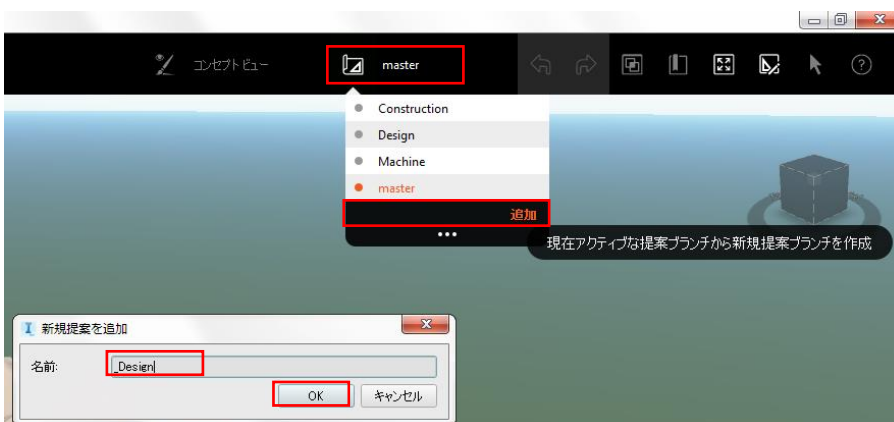 コンセプトビュー
master
Construction
Design
Machine
master
追加
現在アクティブな提案ブランチから新規提案ブランチを作成
新規提案を追加
名前:
_Design
OK
キャンセル